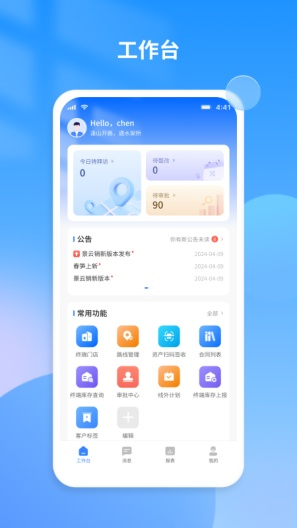 工作台
4:41
Hello，chen
逢山开路，遇水架桥
今日待拜访
0
待整改
0
待审批
90
公告
你有新公告未读
景云销新版本发布
2024-04-09
春笋上新
2024-04-09
景云销新版本
2024-04-09
常用功能
全部
终端门店 路线管理 资产扫码签收 合同列表
终端库存查询 审批中心 线外计划 终端库存上报
客户标签 编辑
工作台 消息 报表 我的